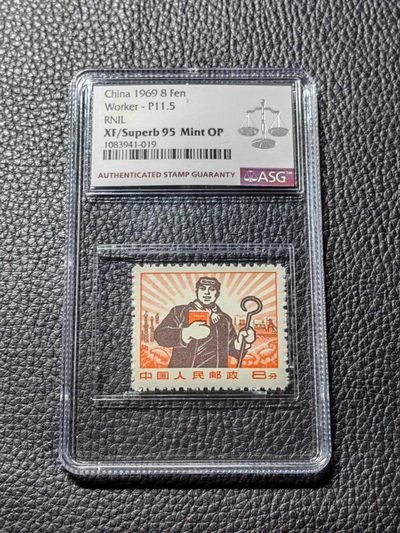 China 1969 8 Fen
Worker - P11.5
RNIL
XF/Superb 95 Mint OP
1083941-019
AUTHENTICATED STAMP GUARANTY
ASG™
中国人民邮政 8分